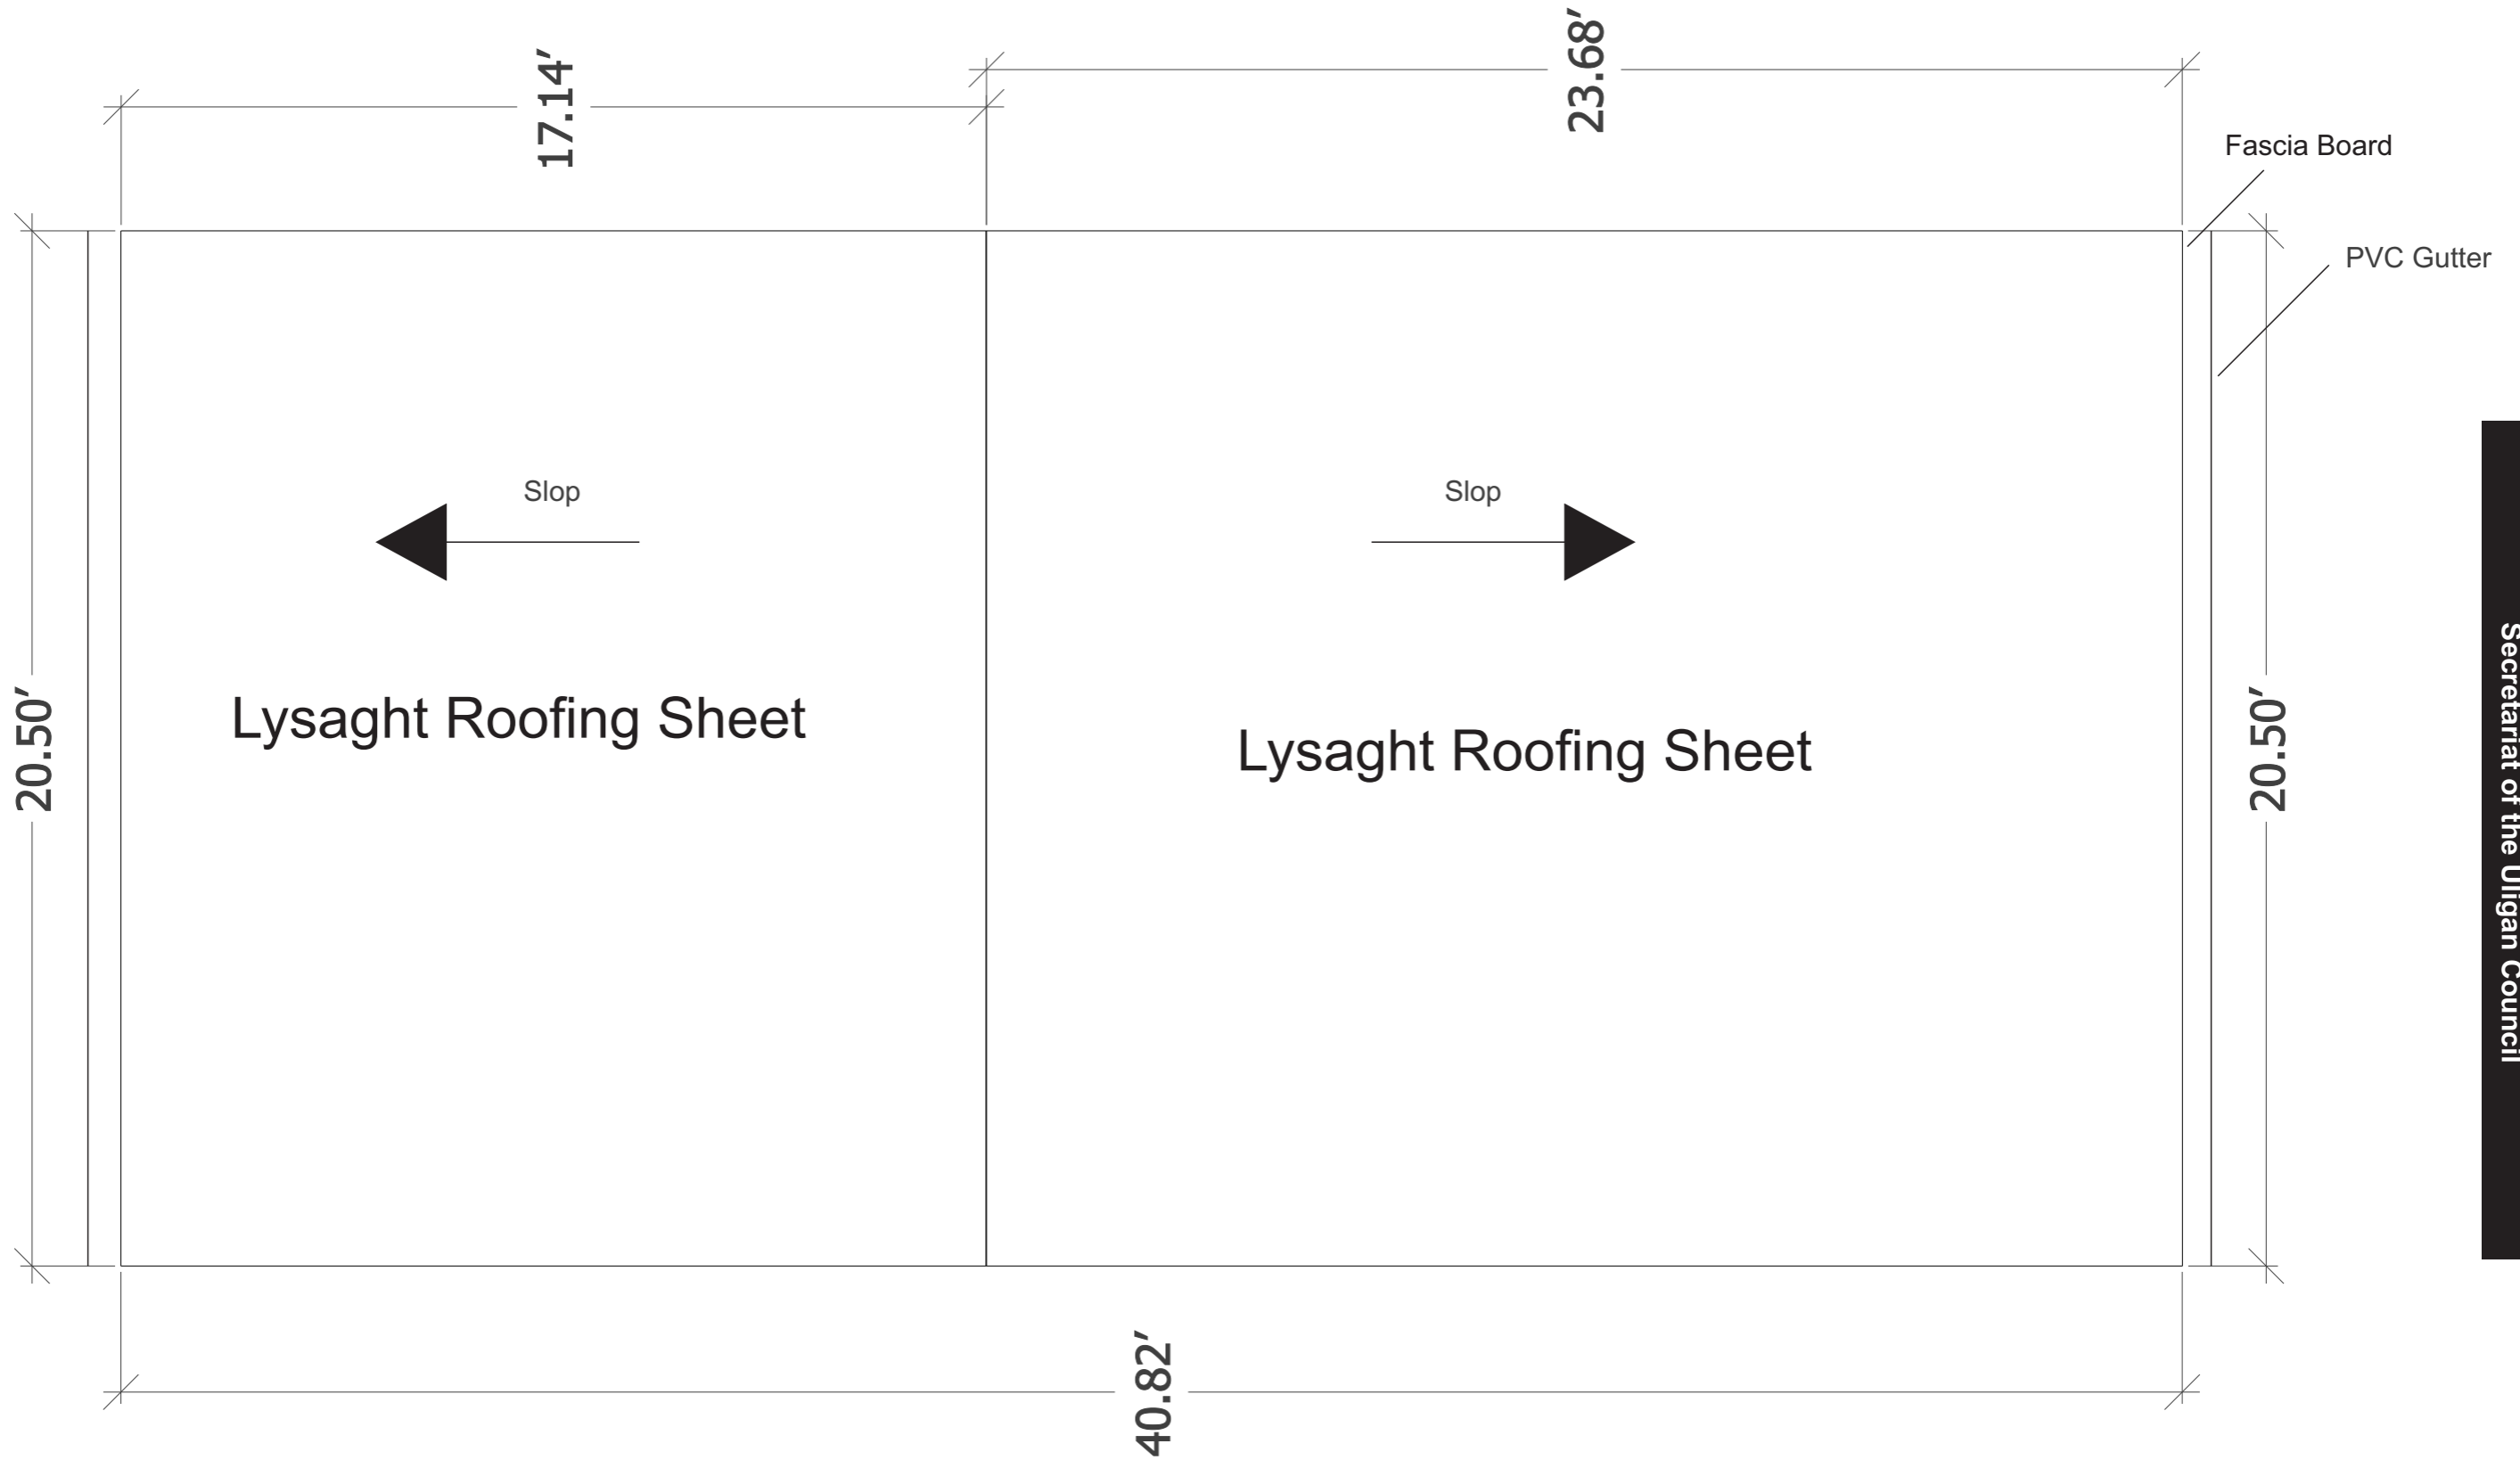 23.68′
17.14′
Fascia Board
PVC Gutter
Slop
Slop
Lysaght Roofing Sheet
Lysaght Roofing Sheet
20.50′
20.50′
Secretariat of the Uligan Council
40.82′